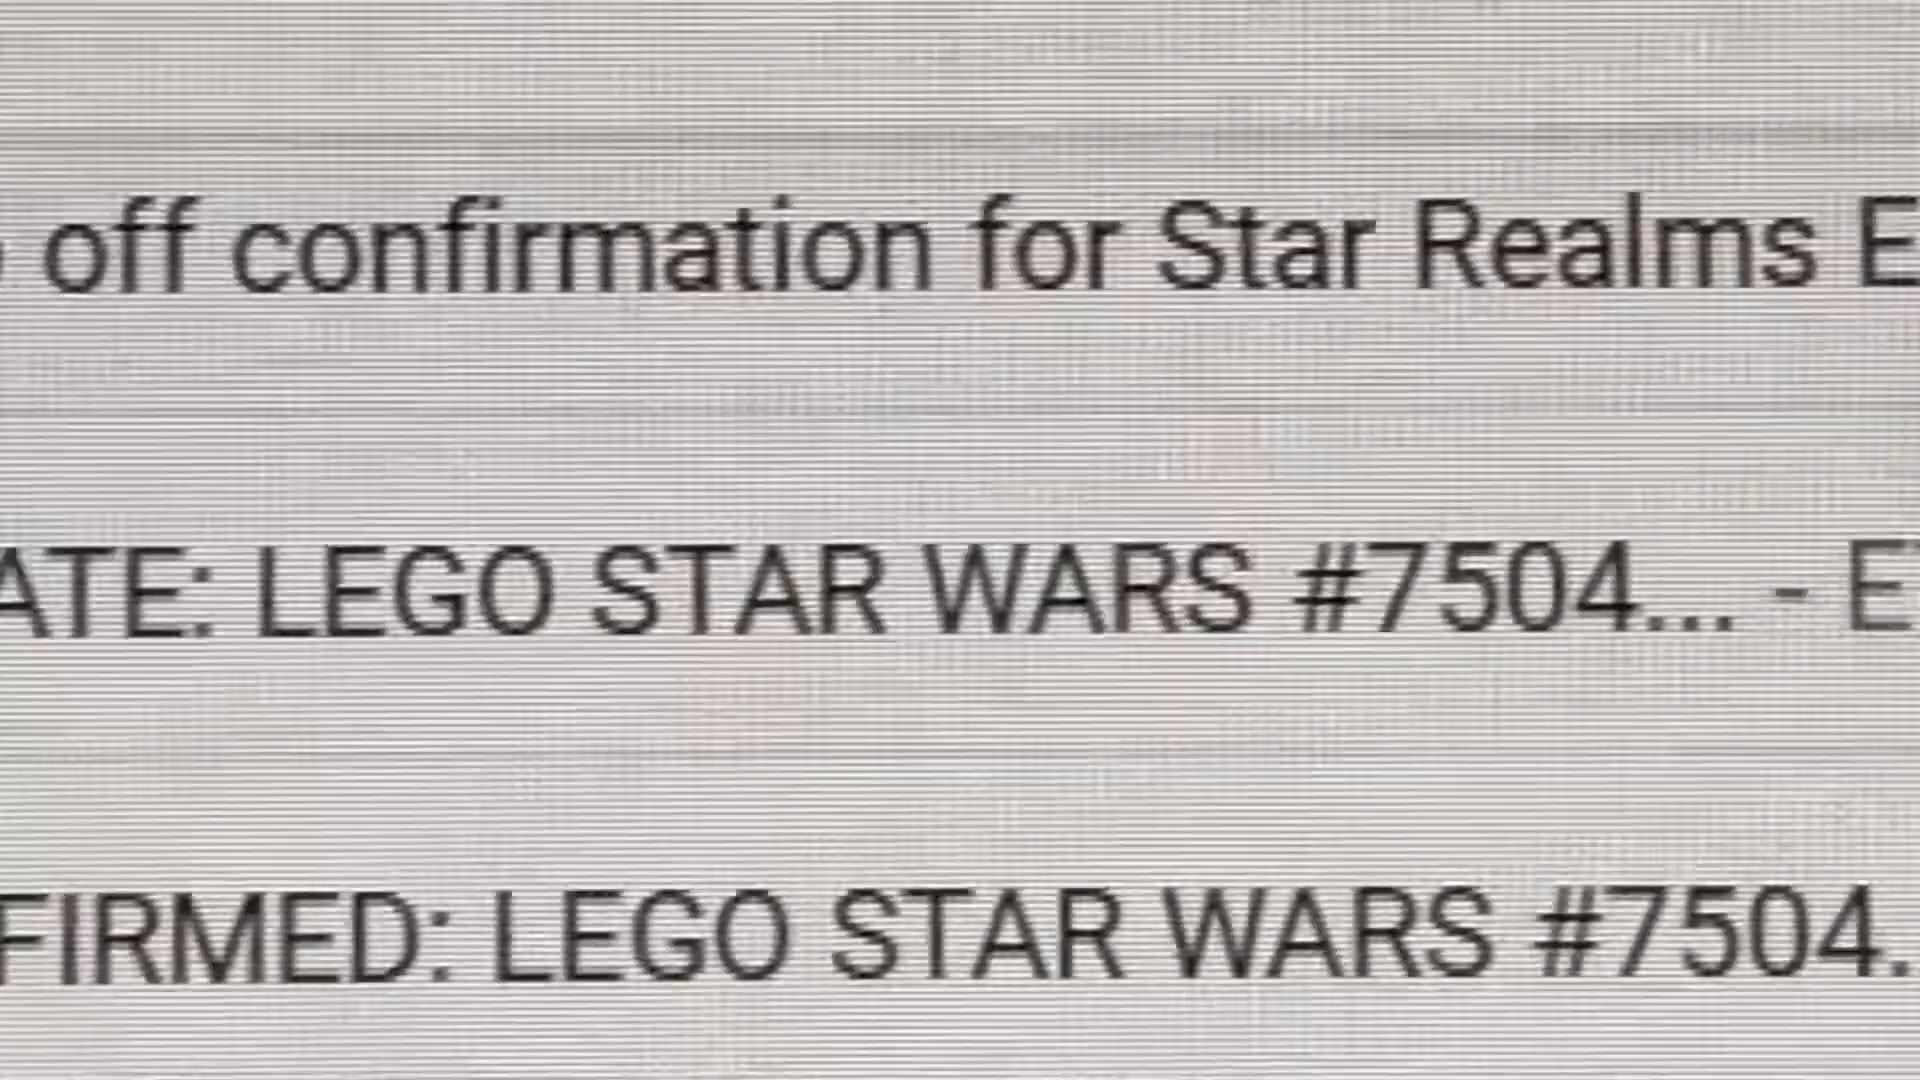 off confirmation for Star Realms E
ATE: LEGO STAR WARS #7504... - E
FIRMED: LEGO STAR WARS #7504.